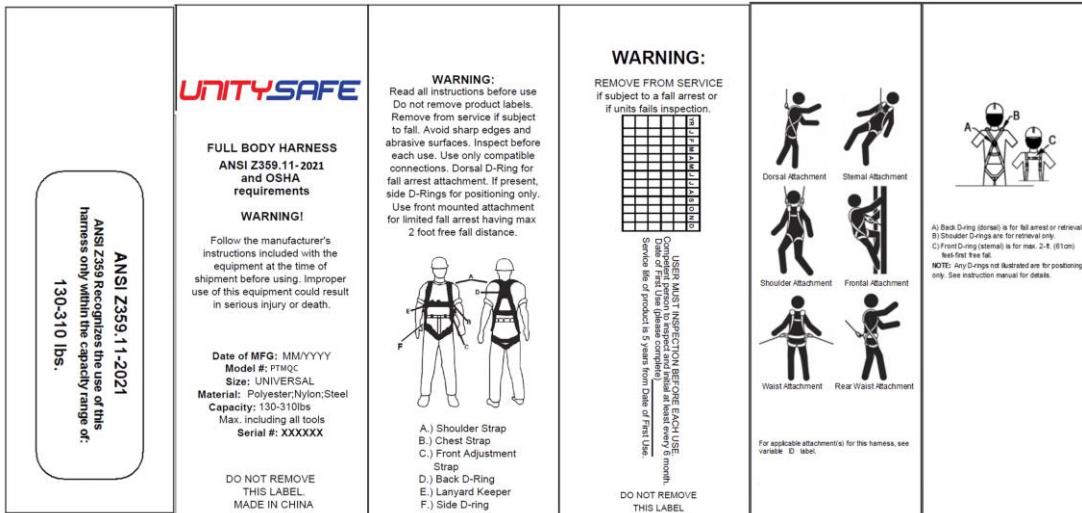 ANSI Z359.11-2021
ANSI Z359 Recognizes the use of this
harness only within the capacity range of:
130-310 lbs.
UNITYSAFE
FULL BODY HARNESS
ANSI Z359.11-2021
and OSHA
requirements
WARNING!
Follow the manufacturer's
instructions included with the
equipment at the time of
shipment before using. Improper
use of this equipment could result
in serious injury or death.
Date of MFG: MM/YYYY
Model #: PTMQC
Size: UNIVERSAL
Material: Polyester;Nylon;Steel
Capacity: 130-310lbs
Max. including all tools
Serial #: XXXXXX
DO NOT REMOVE
THIS LABEL.
MADE IN CHINA
WARNING:
Read all instructions before use
Do not remove product labels.
Remove from service if subject
to fall. Avoid sharp edges and
abrasive surfaces. Inspect before
each use. Use only compatible
connections. Dorsal D-Ring for
fall arrest attachment. If present,
side D-Rings for positioning only.
Use front mounted attachment
for limited fall arrest having max
2 foot free fall distance.
A
D
E
B
F
C
A.) Shoulder Strap
B.) Chest Strap
C.) Front Adjustment
Strap
D.) Back D-Ring
E.) Lanyard Keeper
F.) Side D-ring
WARNING:
REMOVE FROM SERVICE
if subject to a fall arrest or
if units fails inspection.
YR J F M A M J J A S O N D
USER MUST INSPECTION BEFORE EACH USE.
Competent person to inspect and initial at least every 6 month.
Date of First Use (please complete)
Service life of product is 5 years from Date of First Use.
DO NOT REMOVE
THIS LABEL
Dorsal Attachment
Sternal Attachment
Shoulder Attachment
Frontal Attachment
Waist Attachment
Rear Waist Attachment
For applicable attachment(s) for this harness, see
variable ID label.
A
B
C
A) Back D-ring (dorsal) is for fall arrest or retrieval
B) Shoulder D-rings are for retrieval only.
C) Front D-ring (sternal) is for max. 2-ft. (61cm)
feet-first free fall.
NOTE: Any D-rings not illustrated are for positioning
only. See instruction manual for details.